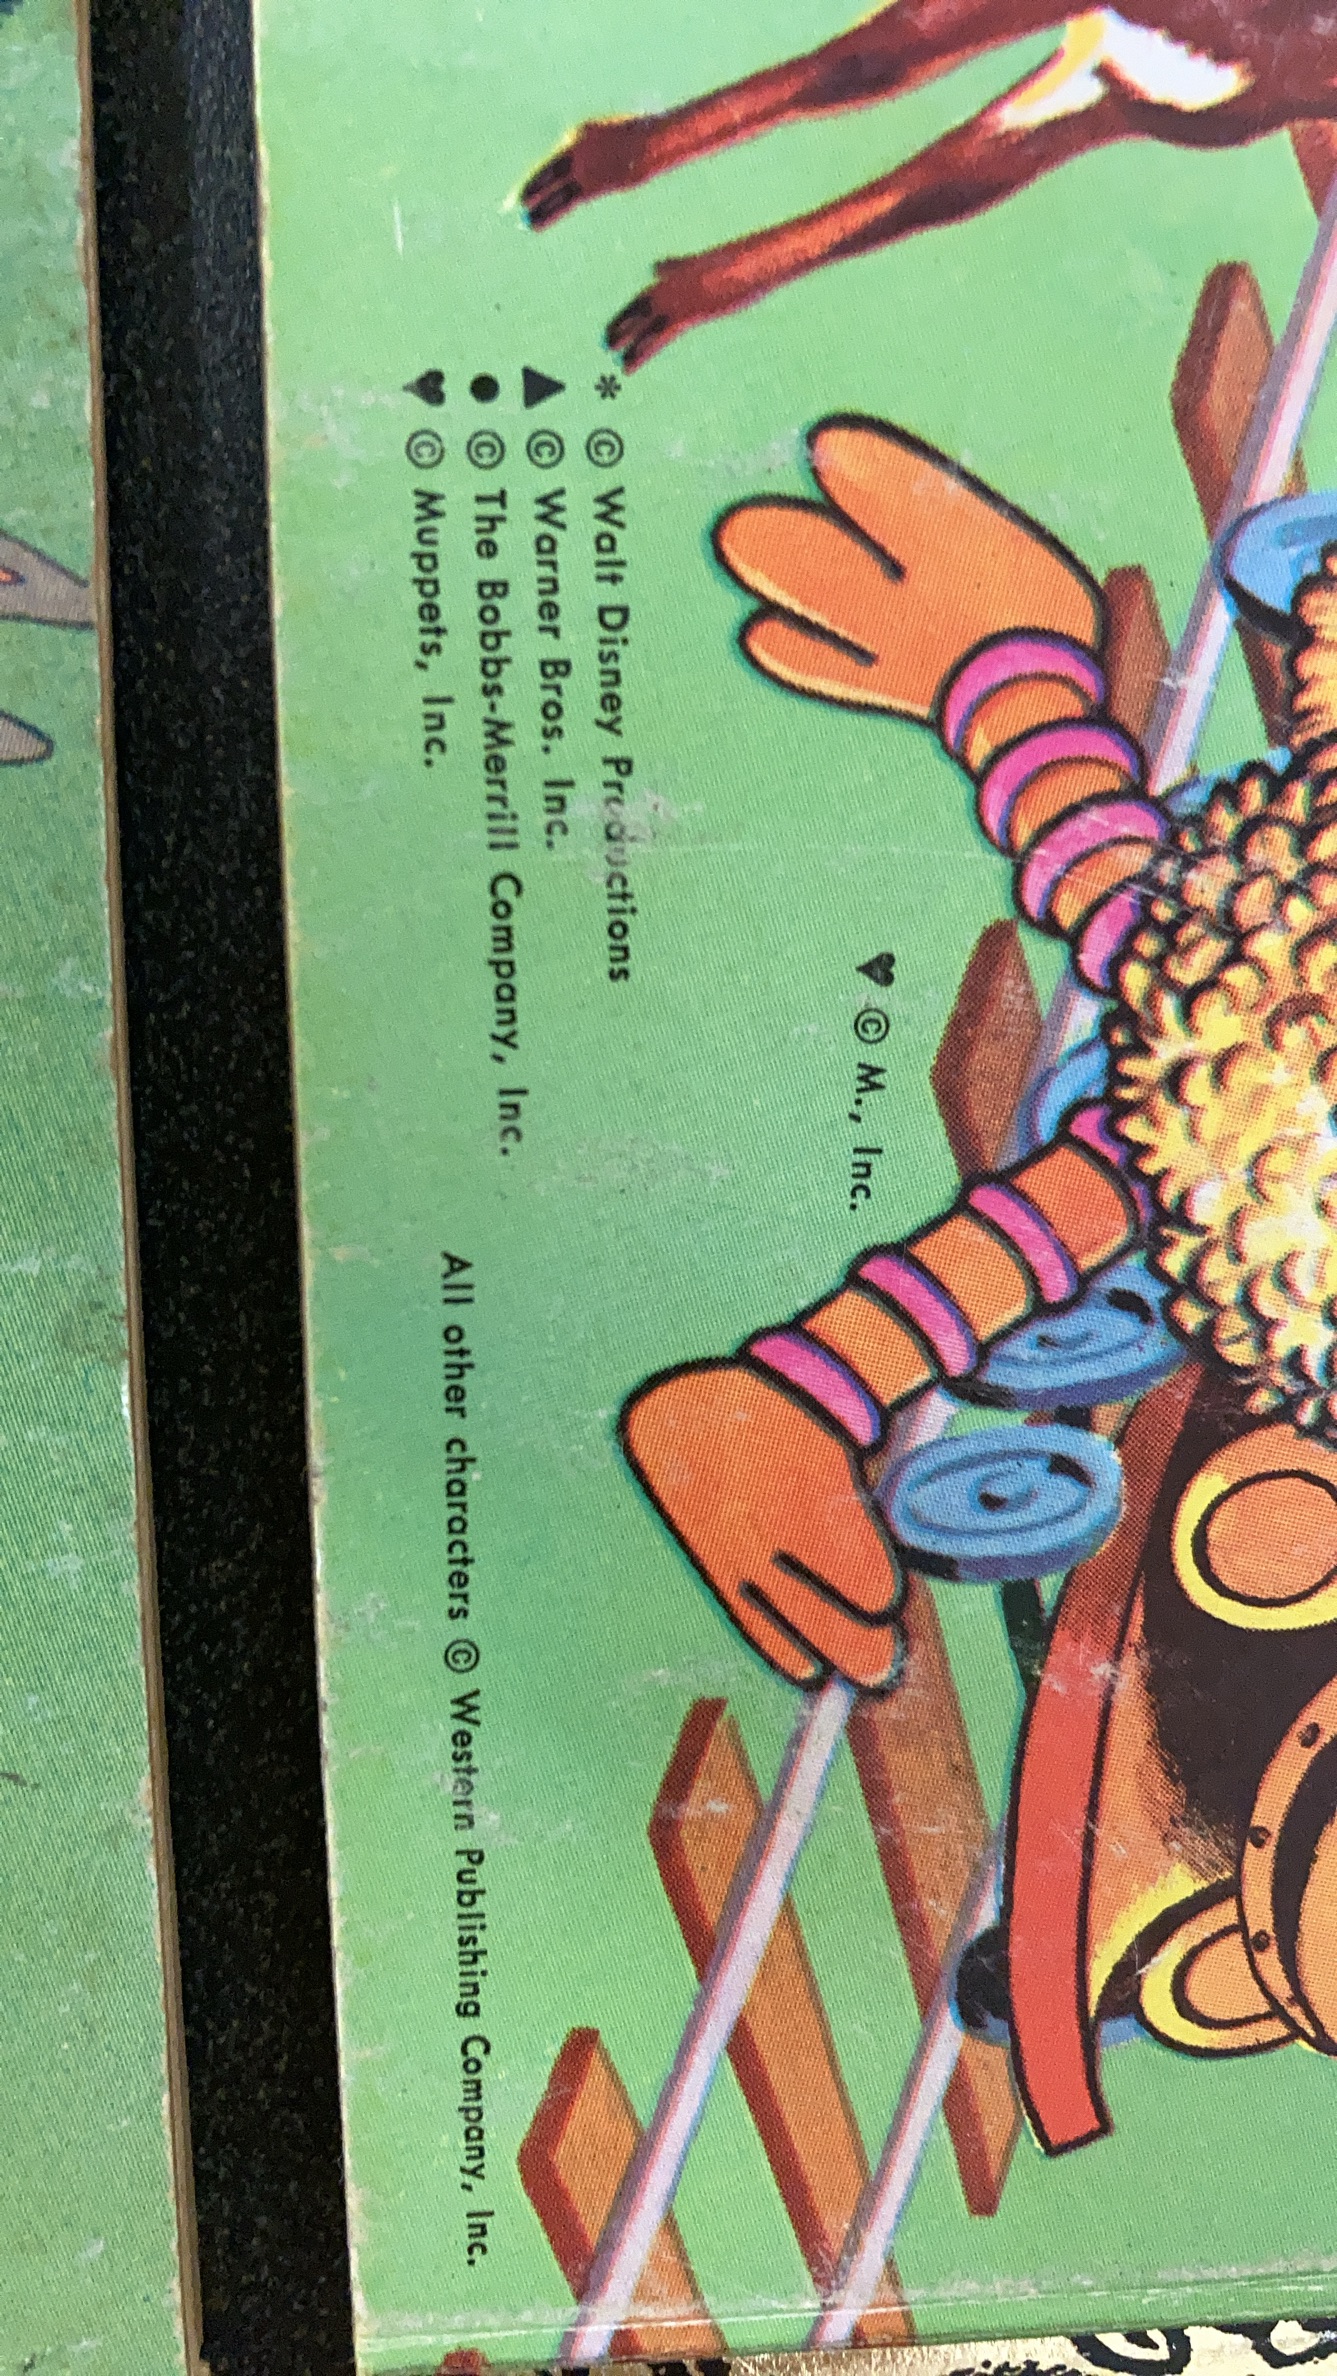 ♥ © M., Inc.
* © Walt Disney Productions
▲ © Warner Bros. Inc.
● © The Bobbs-Merrill Company, Inc.
♥ © Muppets, Inc.
All other characters © Western Publishing Company, Inc.